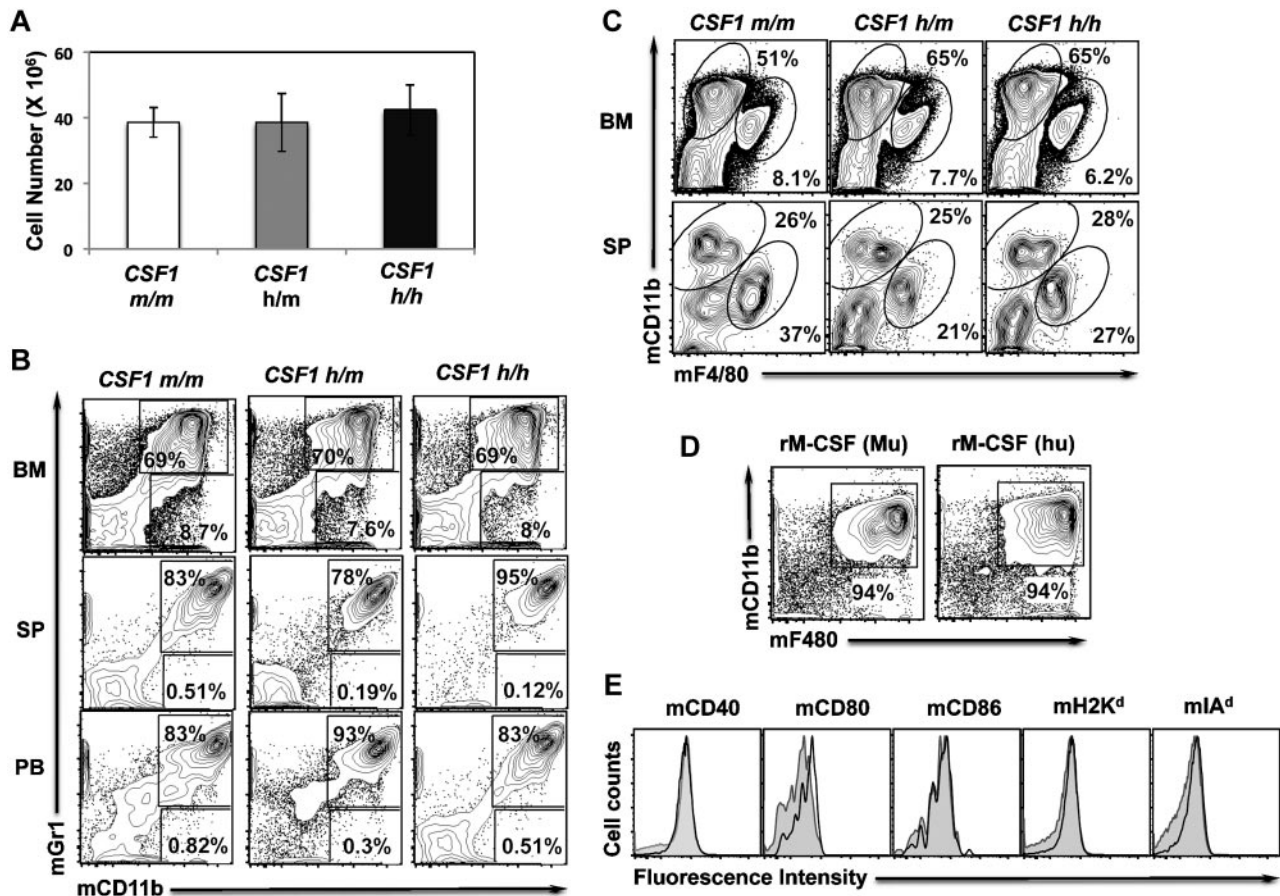 A
Cell Number (X 10⁶)
60
40
20
0
CSF1 m/m
CSF1 h/m
CSF1 h/h
B
CSF1 m/m CSF1 h/m CSF1 h/h
BM
69% 70% 69%
8.7% 7.6% 8%
SP
83% 78% 95%
0.51% 0.19% 0.12%
PB
83% 93% 83%
0.82% 0.3% 0.51%
mGr1
mCD11b
C
CSF1 m/m CSF1 h/m CSF1 h/h
BM
51% 65% 65%
8.1% 7.7% 6.2%
SP
26% 25% 28%
37% 21% 27%
mCD11b
mF4/80
D
rM-CSF (Mu) rM-CSF (hu)
mCD11b
94% 94%
mF480
E
mCD40 mCD80 mCD86 mH2Kᵈ mIAᵈ
Cell counts
Fluorescence Intensity